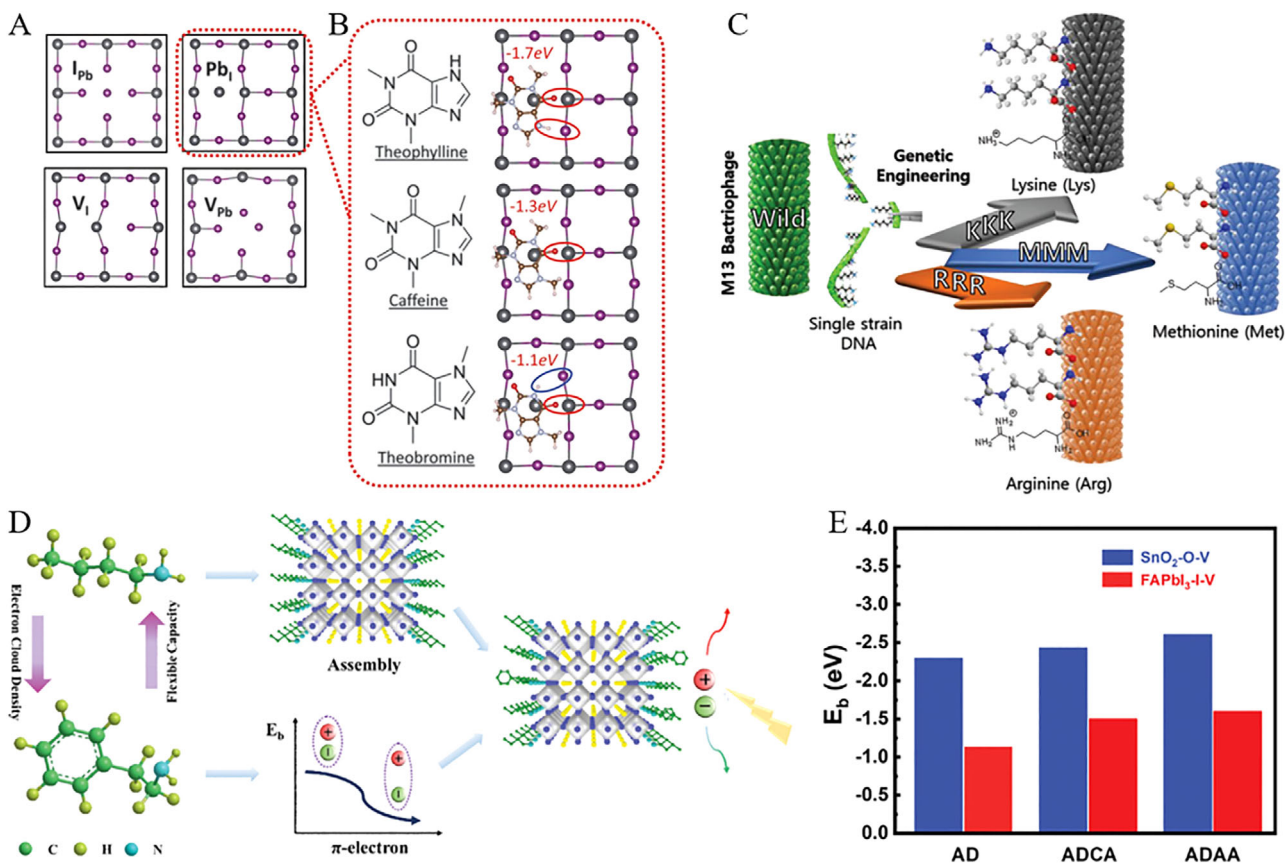 A
I_Pb
Pb_I
V_I
V_Pb
B
-1.7eV
N
H
N
N
N
O
O
Theophylline
-1.3eV
O
N
N
N
N
O
Caffeine
-1.1eV
O
HN
N
N
N
O
Theobromine
C
M13 Bactriophage
Wild
Single strain
DNA
Genetic
Engineering
KKK
MMM
RRR
Lysine (Lys)
Methionine (Met)
Arginine (Arg)
D
Electron Cloud Density
Flexible Capacity
Assembly
E_b
π-electron
C
H
N
E
E_b (eV)
-4.0
-3.5
-3.0
-2.5
-2.0
-1.5
-1.0
-0.5
0.0
SnO₂-O-V
FAPbI₃-I-V
AD
ADCA
ADAA